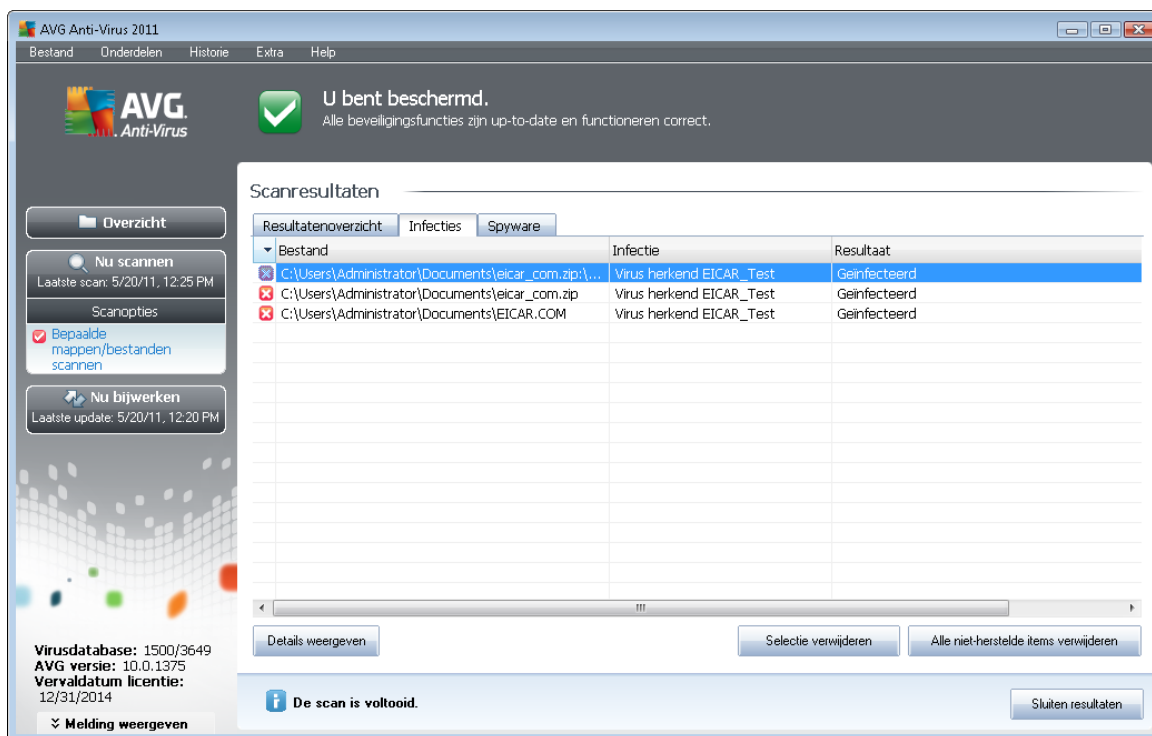 AVG Anti-Virus 2011
Bestand Onderdelen Historie Extra Help
AVG.
Anti-Virus
U bent beschermd.
Alle beveiligingsfuncties zijn up-to-date en functioneren correct.
Overzicht
Nu scannen
Laatste scan: 5/20/11, 12:25 PM
Scanopties
Bepaalde
mappen/bestanden
scannen
Nu bijwerken
Laatste update: 5/20/11, 12:20 PM
Virusdatabase: 1500/3649
AVG versie: 10.0.1375
Vervaldatum licentie:
12/31/2014
Melding weergeven
Scanresultaten
Resultatenoverzicht Infecties Spyware
Bestand Infectie Resultaat
C:\Users\Administrator\Documents\eicar_com.zip:\... Virus herkend EICAR_Test Geïnfecteerd
C:\Users\Administrator\Documents\eicar_com.zip Virus herkend EICAR_Test Geïnfecteerd
C:\Users\Administrator\Documents\EICAR.COM Virus herkend EICAR_Test Geïnfecteerd
Details weergeven Selectie verwijderen Alle niet-herstelde items verwijderen
De scan is voltooid.
Sluiten resultaten